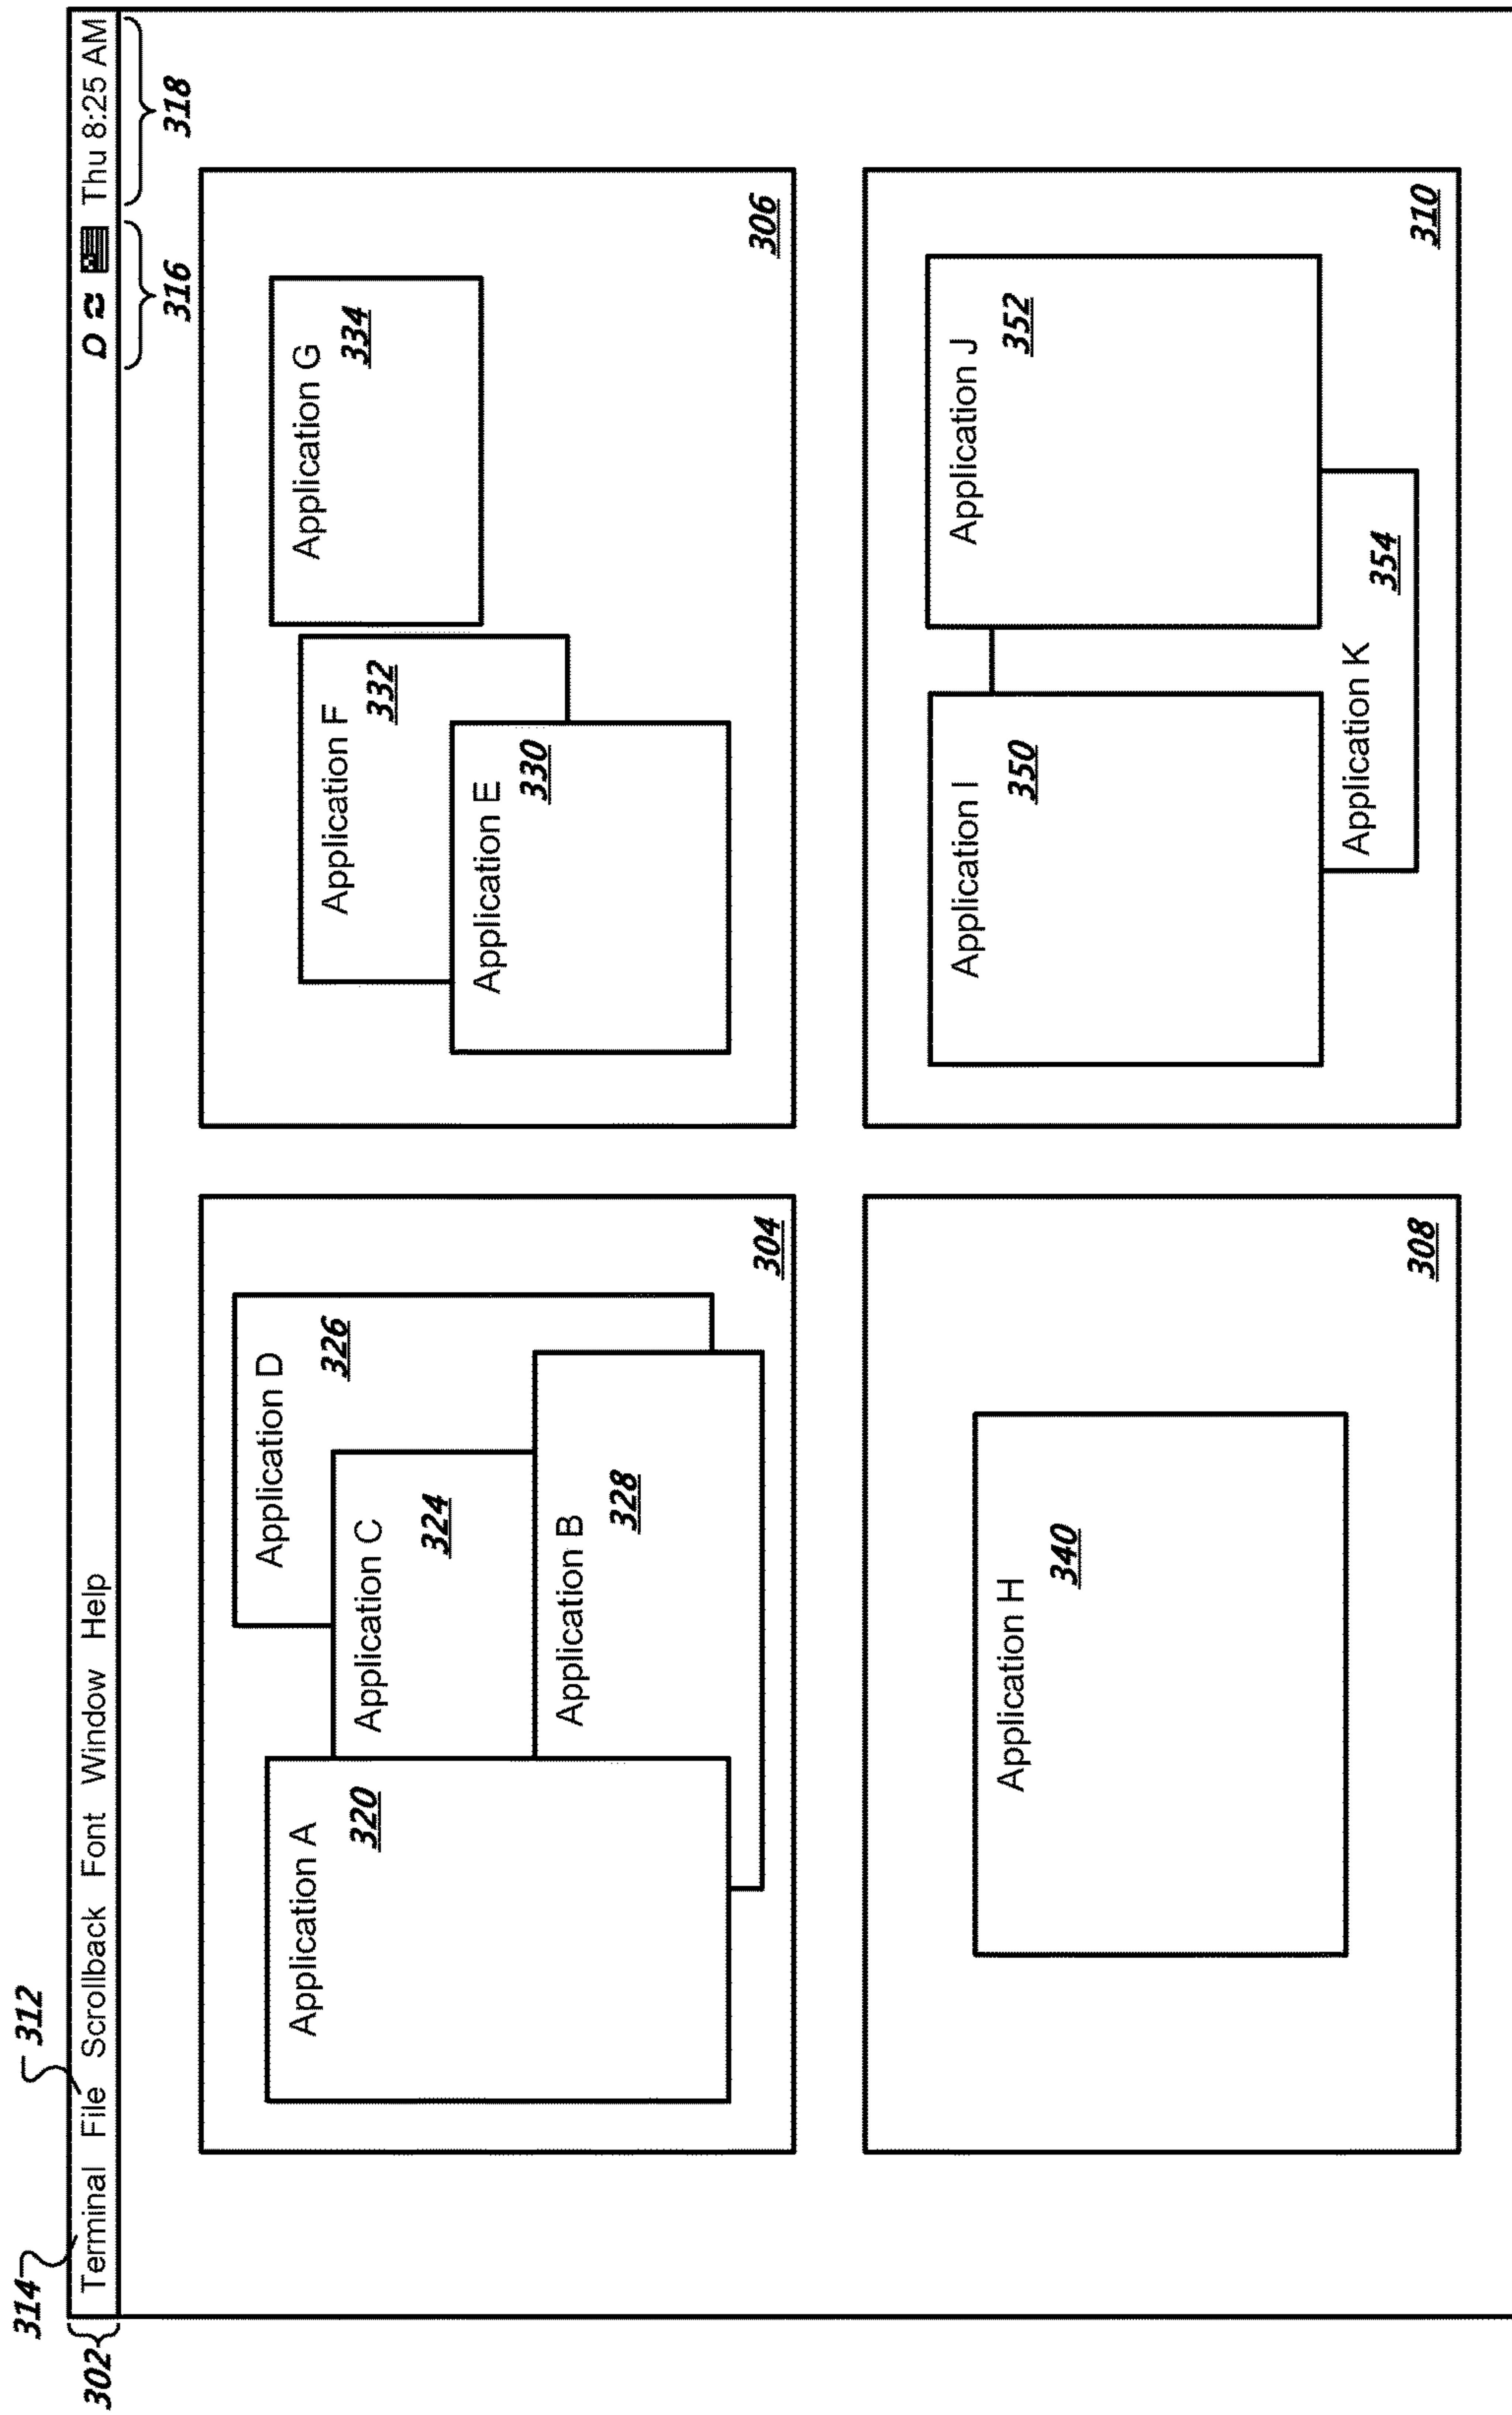 314
312
302
Terminal File Scrollback Font Window Help
Thu 8:25 AM
316
318
Application A
320
Application C
324
Application D
326
Application B
328
304
Application F
332
Application E
330
Application G
334
306
Application H
340
308
Application I
350
Application J
352
Application K
354
310